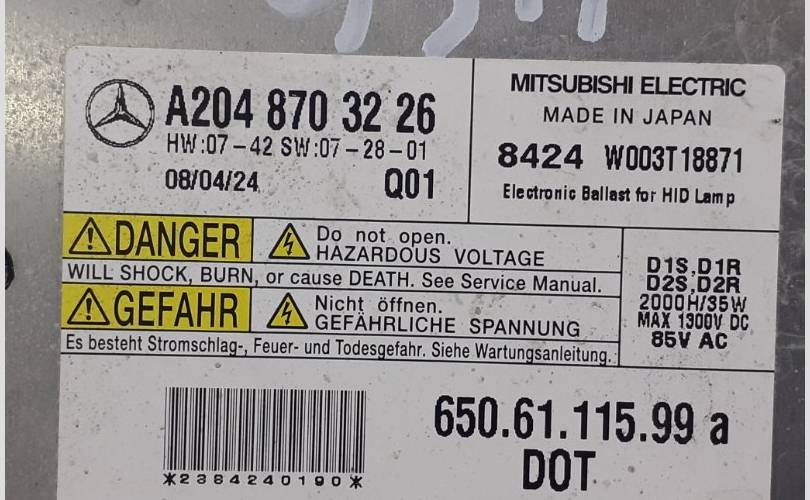 A204 870 32 26
HW:07-42 SW:07-28-01
08/04/24 Q01
MITSUBISHI ELECTRIC
MADE IN JAPAN
8424 W003T18871
Electronic Ballast for HID Lamp
DANGER
Do not open.
HAZARDOUS VOLTAGE
WILL SHOCK, BURN, or cause DEATH. See Service Manual.
GEFAHR
Nicht öffnen.
GEFÄHRLICHE SPANNUNG
Es besteht Stromschlag-, Feuer- und Todesgefahr. Siehe Wartungsanleitung.
D1S,D1R
D2S,D2R
2000H/35W
MAX 1300V DC
85V AC
*2384240190*
650.61.115.99 a
DOT